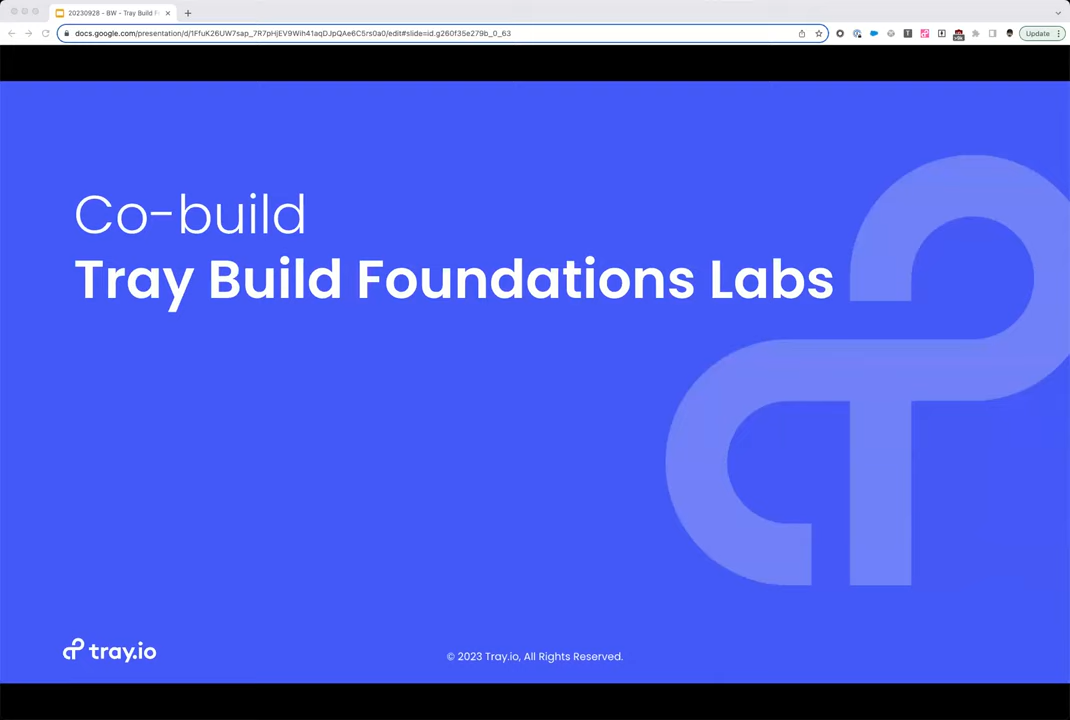 20230928 - BW - Tray Build F
docs.google.com/presentation/d/1FfuK26UW7sap_7R7pHjEV9Wih41aqDJpQAe6C5rs0a0/edit#slide=id.g260f35e279b_0_63
Update
Co-build
Tray Build Foundations Labs
tray.io
© 2023 Tray.io, All Rights Reserved.